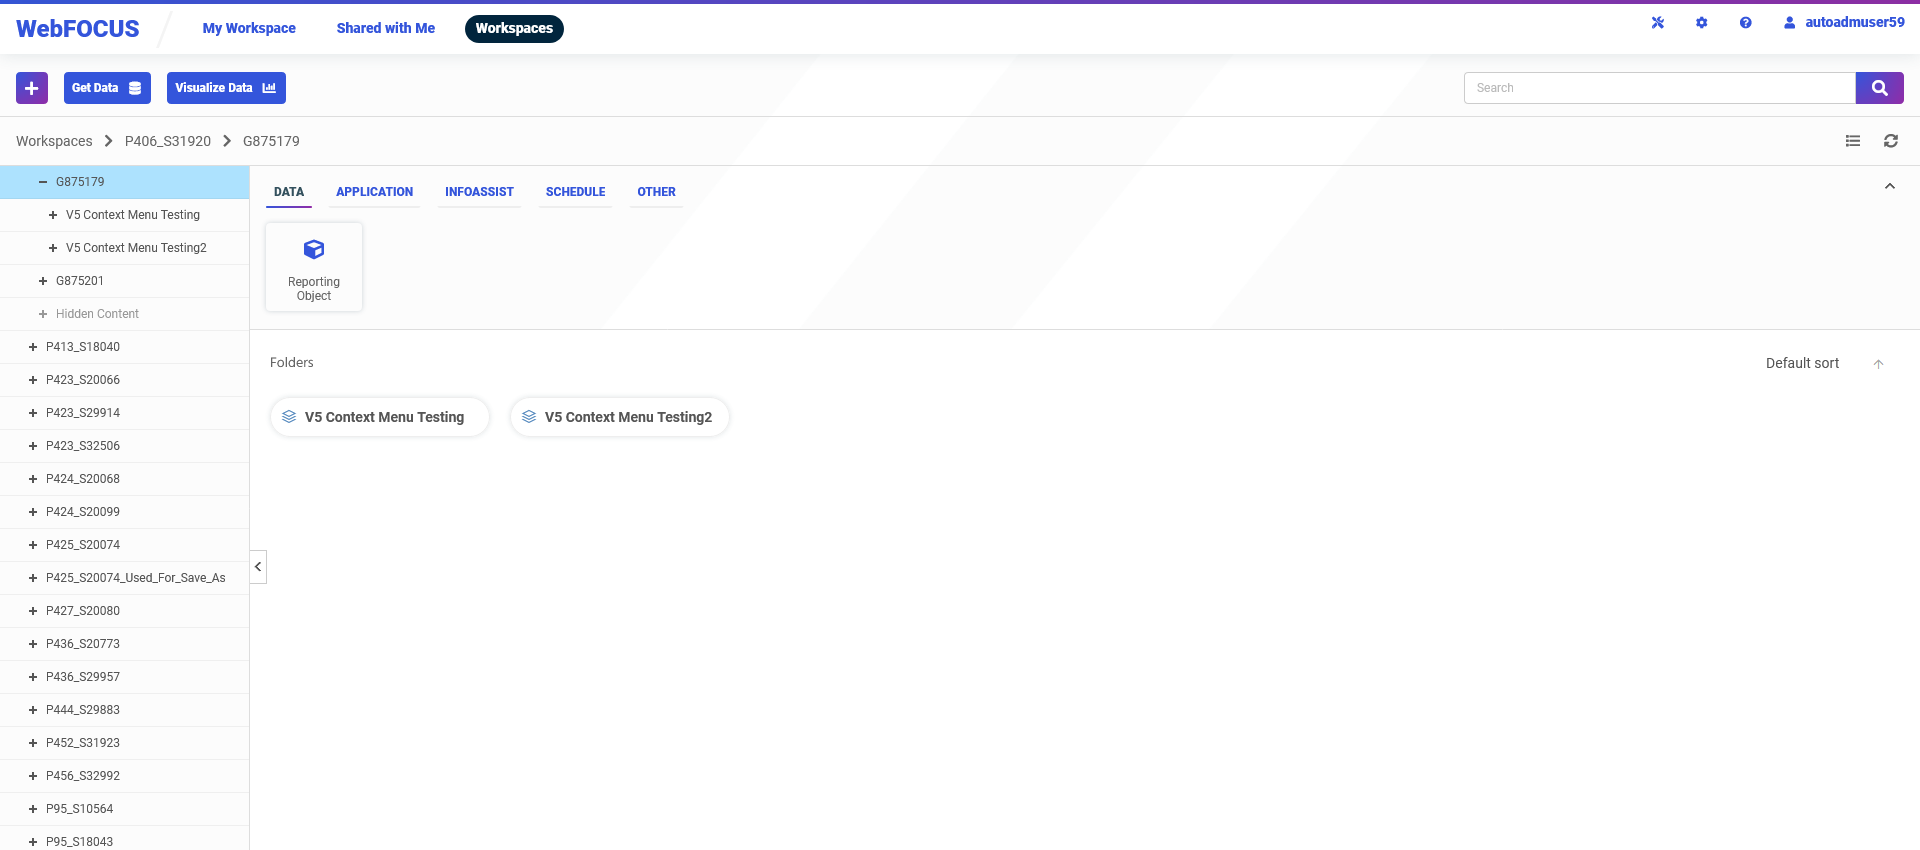 WebFOCUS
My Workspace
Shared with Me
Workspaces
autoadmuser59
Get Data
Visualize Data
Search
Workspaces
P406_S31920
G875179
G875179
V5 Context Menu Testing
V5 Context Menu Testing2
G875201
Hidden Content
P413_S18040
P423_S20066
P423_S29914
P423_S32506
P424_S20068
P424_S20099
P425_S20074
P425_S20074_Used_For_Save_As
P427_S20080
P436_S20773
P436_S29957
P444_S29883
P452_S31923
P456_S32992
P95_S10564
P95_S18043
DATA
APPLICATION
INFOASSIST
SCHEDULE
OTHER
Reporting
Object
Folders
Default sort
V5 Context Menu Testing
V5 Context Menu Testing2